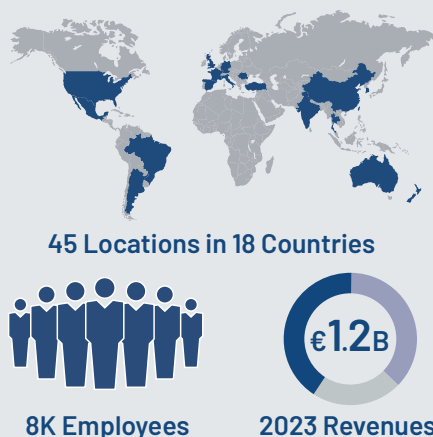 45 Locations in 18 Countries
€1.2B
8K Employees
2023 Revenues